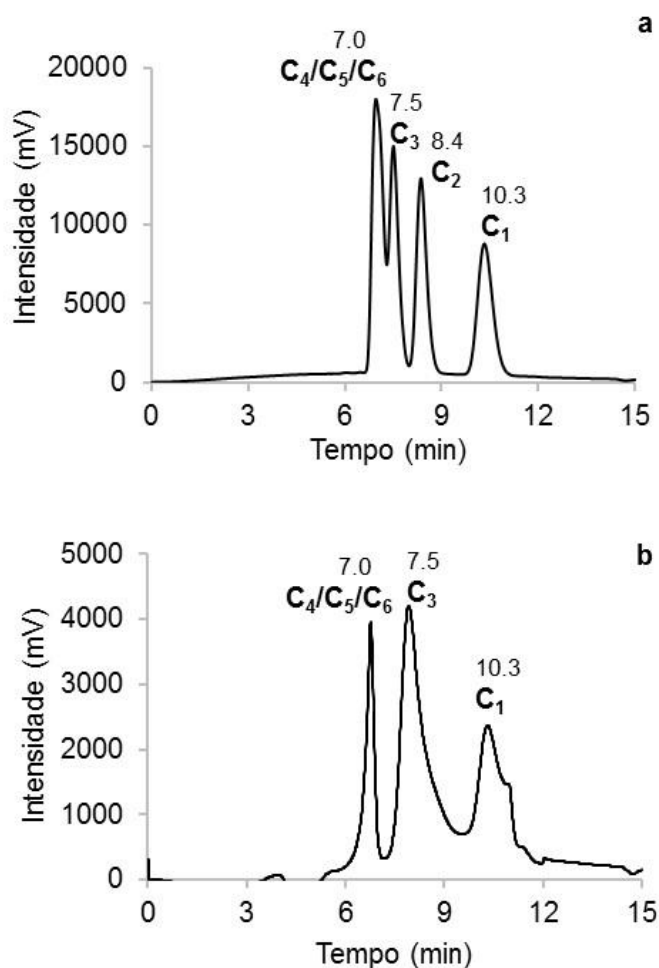 a
7.0
C₄/C₅/C₆
7.5
C₃
8.4
C₂
10.3
C₁
Intensidade (mV)
20000
15000
10000
5000
0
0 3 6 9 12 15
Tempo (min)
b
7.0
C₄/C₅/C₆
7.5
C₃
10.3
C₁
Intensidade (mV)
5000
4000
3000
2000
1000
0
0 3 6 9 12 15
Tempo (min)